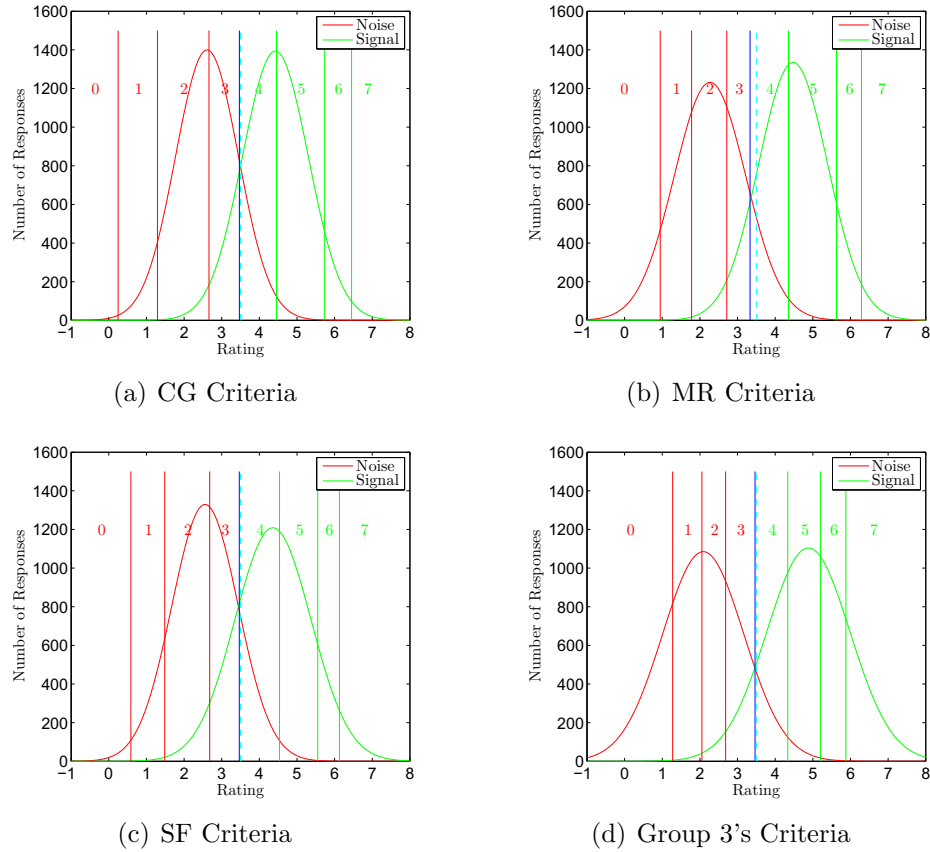 1600
1400
1200
1000
800
600
400
200
0
Number of Responses
Noise
Signal
0 1 2 3 4 5 6 7
−1 0 1 2 3 4 5 6 7 8
Rating
(a) CG Criteria
1600
1400
1200
1000
800
600
400
200
0
Number of Responses
Noise
Signal
0 1 2 3 4 5 6 7
−1 0 1 2 3 4 5 6 7 8
Rating
(b) MR Criteria
1600
1400
1200
1000
800
600
400
200
0
Number of Responses
Noise
Signal
0 1 2 3 4 5 6 7
−1 0 1 2 3 4 5 6 7 8
Rating
(c) SF Criteria
1600
1400
1200
1000
800
600
400
200
0
Number of Responses
Noise
Signal
0 1 2 3 4 5 6 7
−1 0 1 2 3 4 5 6 7 8
Rating
(d) Group 3's Criteria